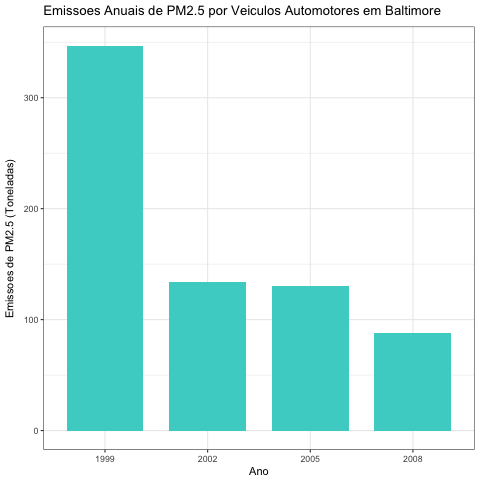 Emissoes Anuais de PM2.5 por Veiculos Automotores em Baltimore
Emissoes de PM2.5 (Toneladas)
300
200
100
0
1999 2002 2005 2008
Ano